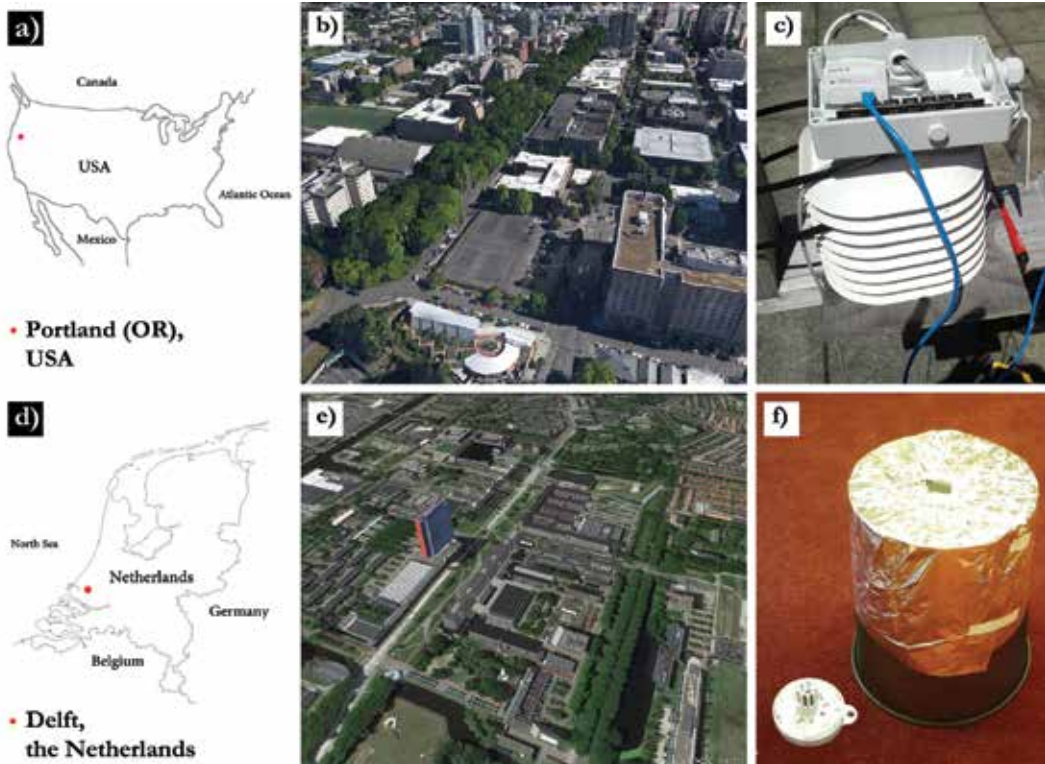 a)
Canada
USA
Atlantic Ocean
Mexico
• Portland (OR),
USA
b)
c)
d)
North Sea
Netherlands
Germany
Belgium
• Delft,
the Netherlands
e)
f)